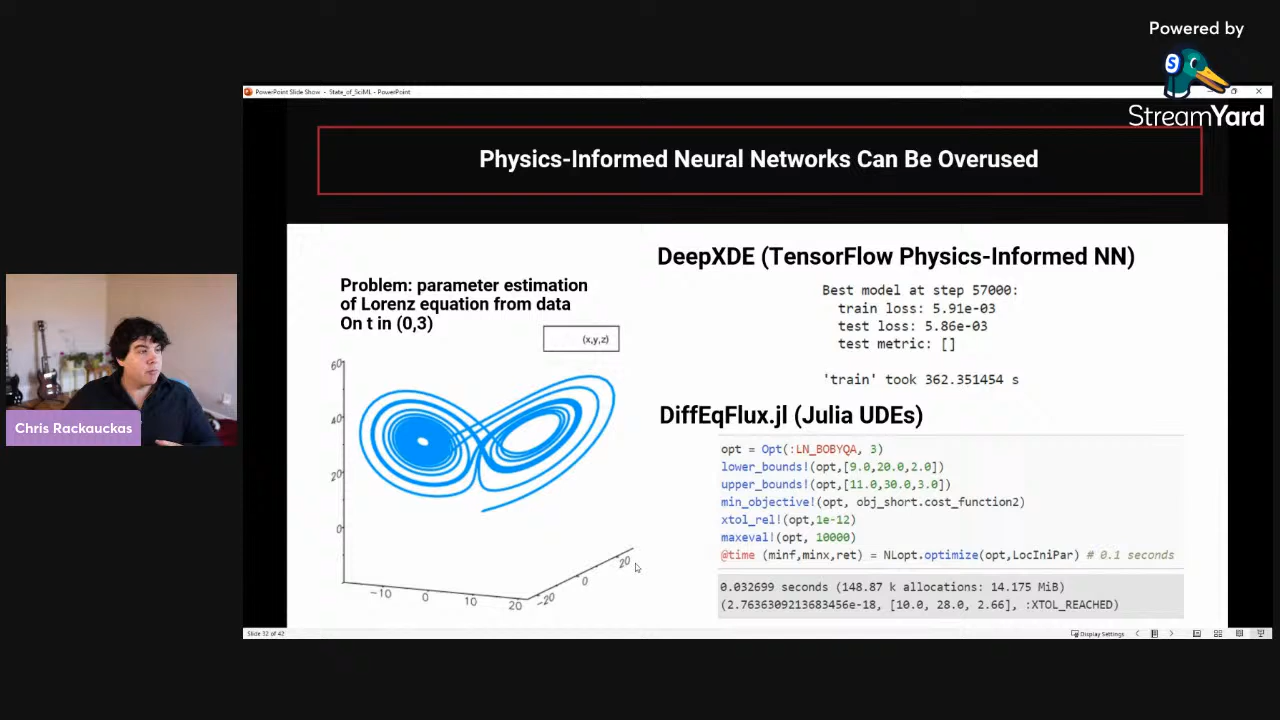 Powered by
S
StreamYard
PowerPoint Slide Show - State_of_SciML - PowerPoint
Physics-Informed Neural Networks Can Be Overused
Problem: parameter estimation
of Lorenz equation from data
On t in (0,3)
(x,y,z)
60
40
20
0
-10
0
10
20
-20
0
20
DeepXDE (TensorFlow Physics-Informed NN)
Best model at step 57000:
train loss: 5.91e-03
test loss: 5.86e-03
test metric: []
'train' took 362.351454 s
DiffEqFlux.jl (Julia UDEs)
opt = Opt(:LN_BOBYQA, 3)
lower_bounds!(opt,[9.0,20.0,2.0])
upper_bounds!(opt,[11.0,30.0,3.0])
min_objective!(opt, obj_short.cost_function2)
xtol_rel!(opt,1e-12)
maxeval!(opt, 10000)
@time (minf,minx,ret) = NLopt.optimize(opt,LocIniPar) # 0.1 seconds
0.032699 seconds (148.87 k allocations: 14.175 MiB)
(2.7636309213683456e-18, [10.0, 28.0, 2.66], :XTOL_REACHED)
Chris Rackauckas
Slide 32 of 42
Display Settings